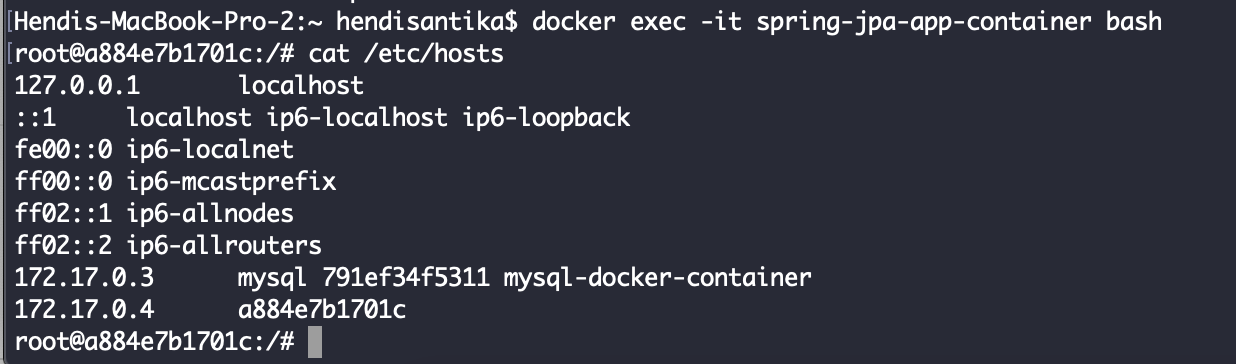 [Hendis-MacBook-Pro-2:~ hendisantika$ docker exec -it spring-jpa-app-container bash
[root@a884e7b1701c:/# cat /etc/hosts
127.0.0.1 localhost
::1 localhost ip6-localhost ip6-loopback
fe00::0 ip6-localnet
ff00::0 ip6-mcastprefix
ff02::1 ip6-allnodes
ff02::2 ip6-allrouters
172.17.0.3 mysql 791ef34f5311 mysql-docker-container
172.17.0.4 a884e7b1701c
root@a884e7b1701c:/#